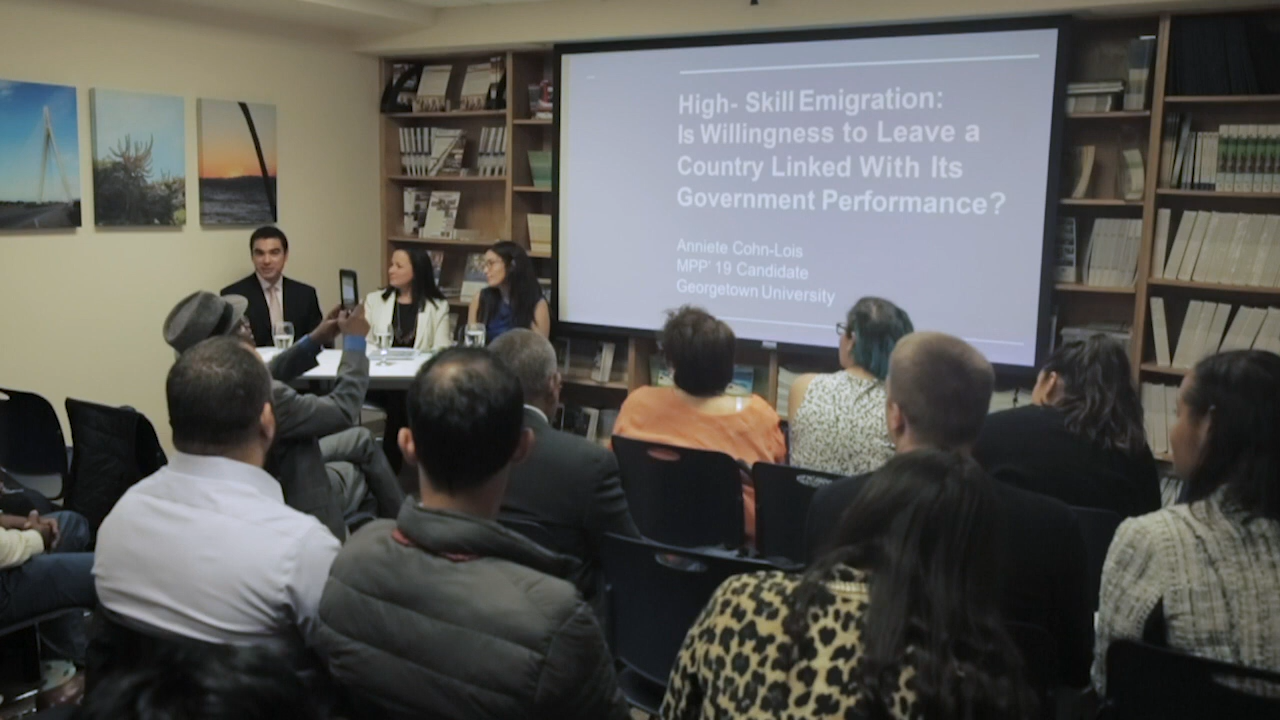 High- Skill Emigration:
Is Willingness to Leave a
Country Linked With Its
Government Performance?
Anniete Cohn-Lois
MPP' 19 Candidate
Georgetown University